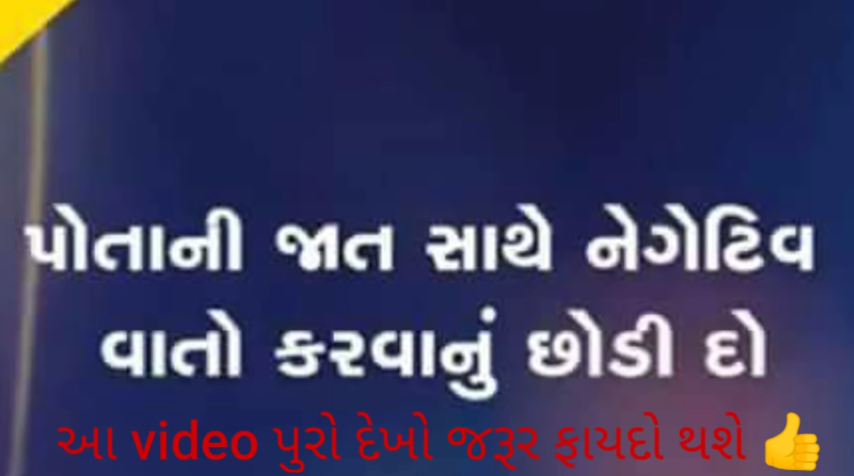 પોતાની જાત સાથે નેગેટિવ
વાતો કરવાનું છોડી દો
આ video પુરો દેખો જરૂર ફાયદો થશે 👍